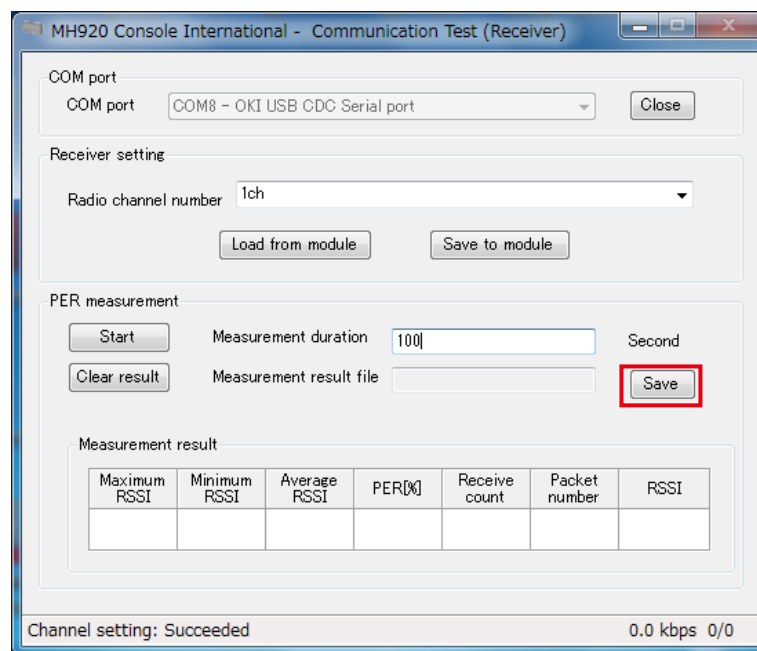 MH920 Console International - Communication Test (Receiver)
COM port
COM port COM8 - OKI USB CDC Serial port Close
Receiver setting
Radio channel number 1ch
Load from module Save to module
PER measurement
Start Measurement duration 100 Second
Clear result Measurement result file Save
Measurement result
Maximum RSSI Minimum RSSI Average RSSI PER[%] Receive count Packet number RSSI
Channel setting: Succeeded 0.0 kbps 0/0